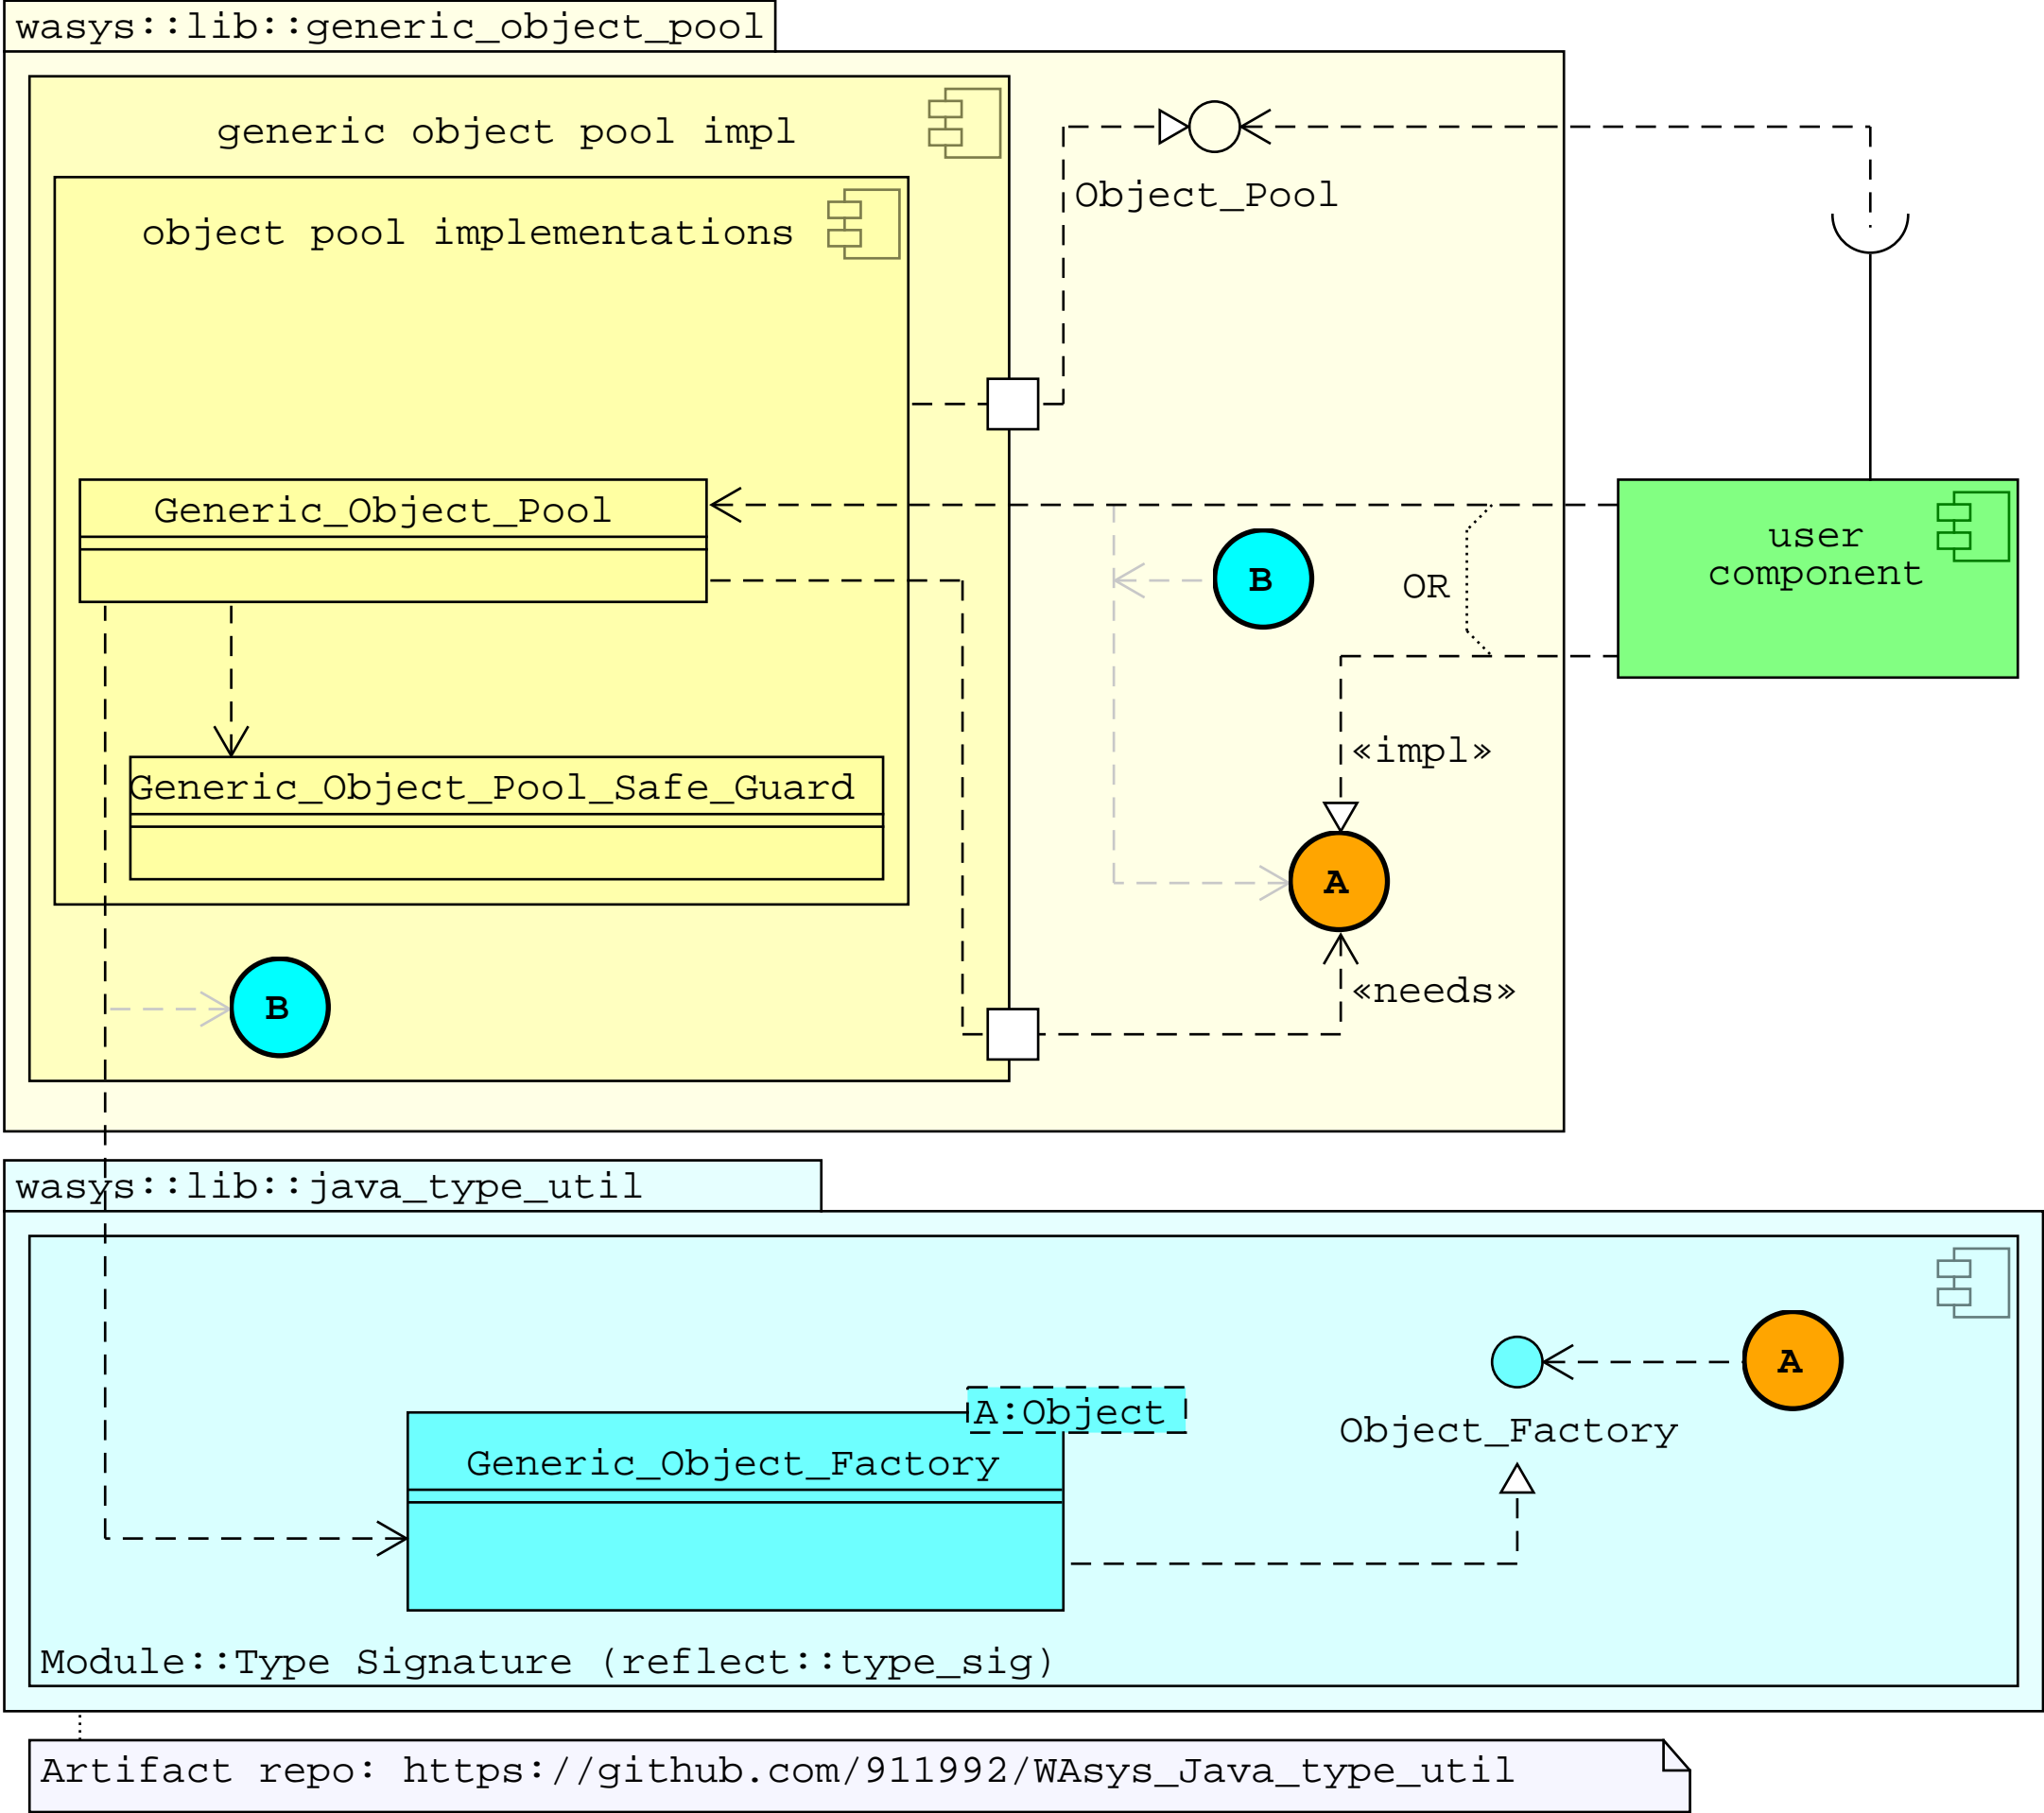 wasys::lib::generic_object_pool
generic object pool impl
object pool implementations
Object_Pool
Generic_Object_Pool
user
component
B
OR
«impl»
Generic_Object_Pool_Safe_Guard
A
«needs»
B
wasys::lib::java_type_util
A
A:Object
Object_Factory
Generic_Object_Factory
Module::Type Signature (reflect::type_sig)
Artifact repo: https://github.com/911992/WAsys_Java_type_util